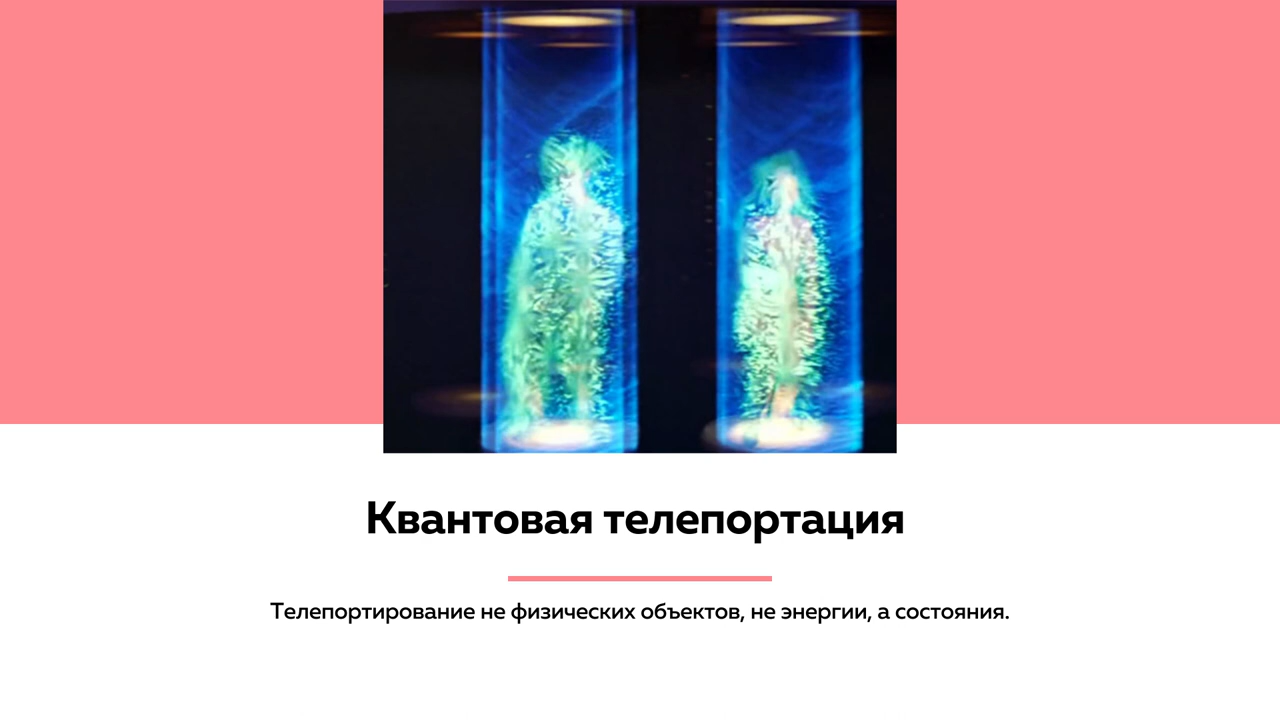 Квантовая телепортация
Телепортирование не физических объектов, не энергии, а состояния.